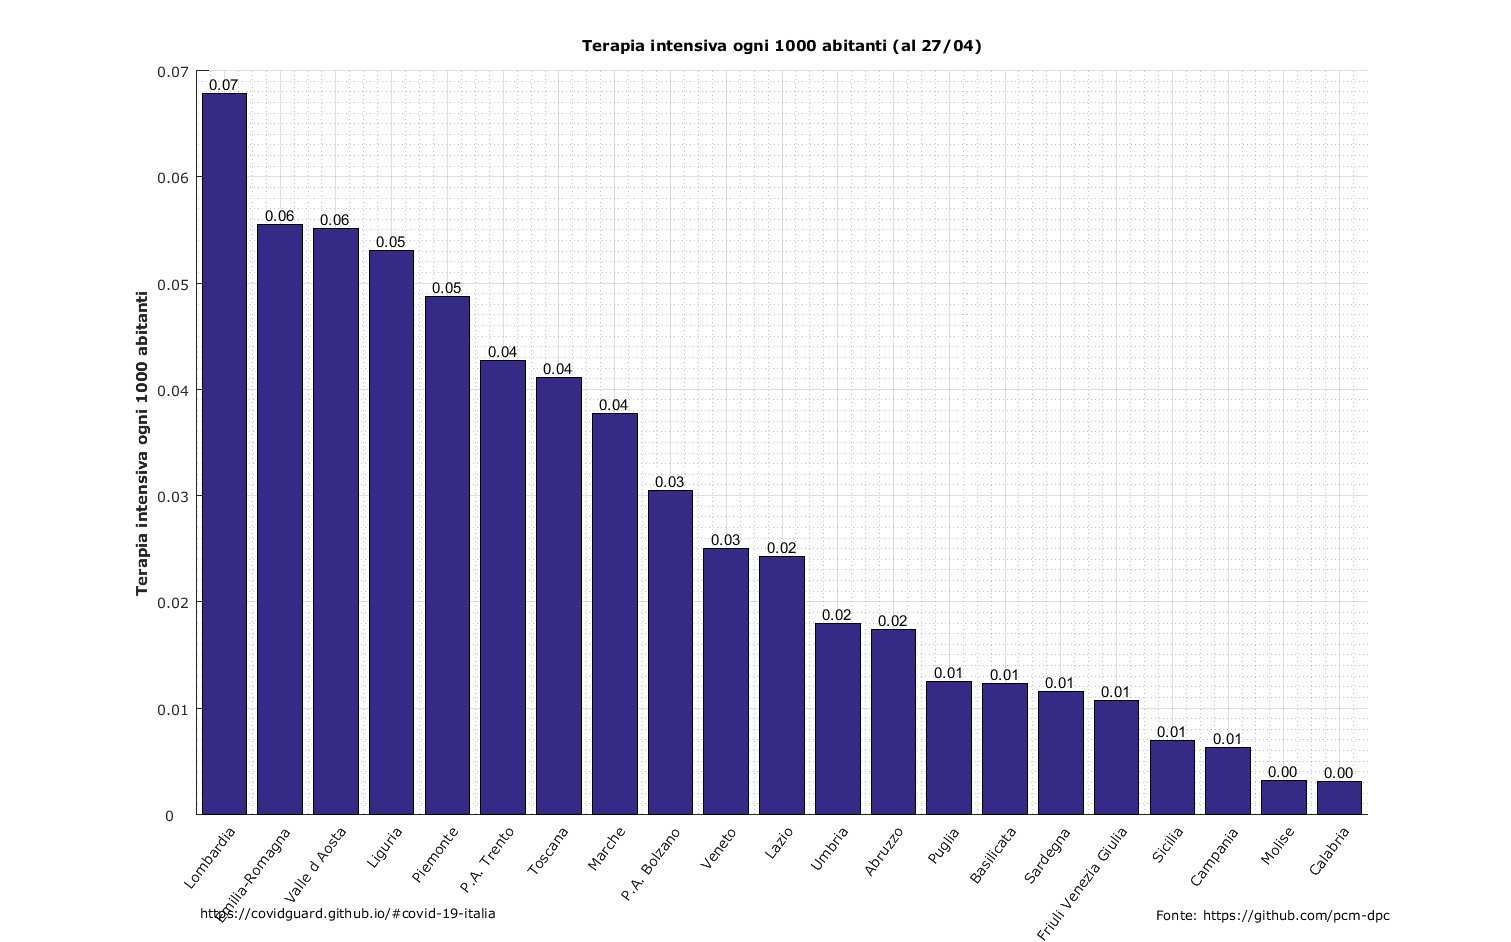 Terapia intensiva ogni 1000 abitanti (al 27/04)
Terapia intensiva ogni 1000 abitanti
0.07
0.06
0.05
0.04
0.03
0.02
0.01
0
0.07
0.06
0.06
0.05
0.05
0.04
0.04
0.04
0.03
0.03
0.02
0.02
0.02
0.01
0.01
0.01
0.01
0.01
0.01
0.00
0.00
Lombardia
Emilia-Romagna
Valle d Aosta
Liguria
Piemonte
P.A. Trento
Toscana
Marche
P.A. Bolzano
Veneto
Lazio
Umbria
Abruzzo
Puglia
Basilicata
Sardegna
Friuli Venezia Giulia
Sicilia
Campania
Molise
Calabria
https://covidguard.github.io/#covid-19-italia
Fonte: https://github.com/pcm-dpc